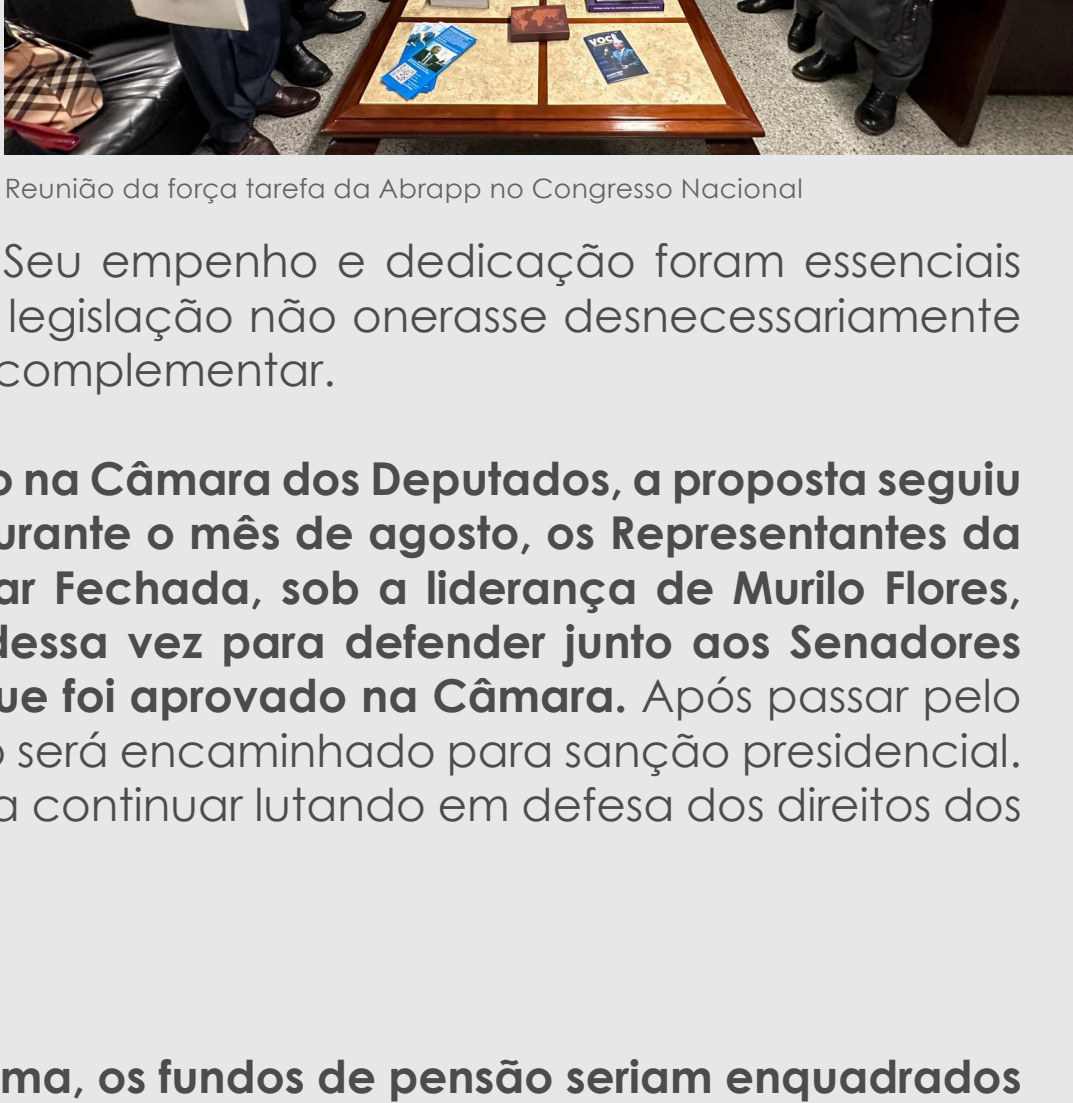 VOCÊ
Reunião da força tarefa da Abrapp no Congresso Nacional
Seu empenho e dedicação foram essenciais
legislação não onerasse desnecessariamente
complementar.
na Câmara dos Deputados, a proposta seguiu
urante o mês de agosto, os Representantes da
ar Fechada, sob a liderança de Murilo Flores,
dessa vez para defender junto aos Senadores
ue foi aprovado na Câmara. Após passar pelo
será encaminhado para sanção presidencial.
a continuar lutando em defesa dos direitos dos
ma, os fundos de pensão seriam enquadrados